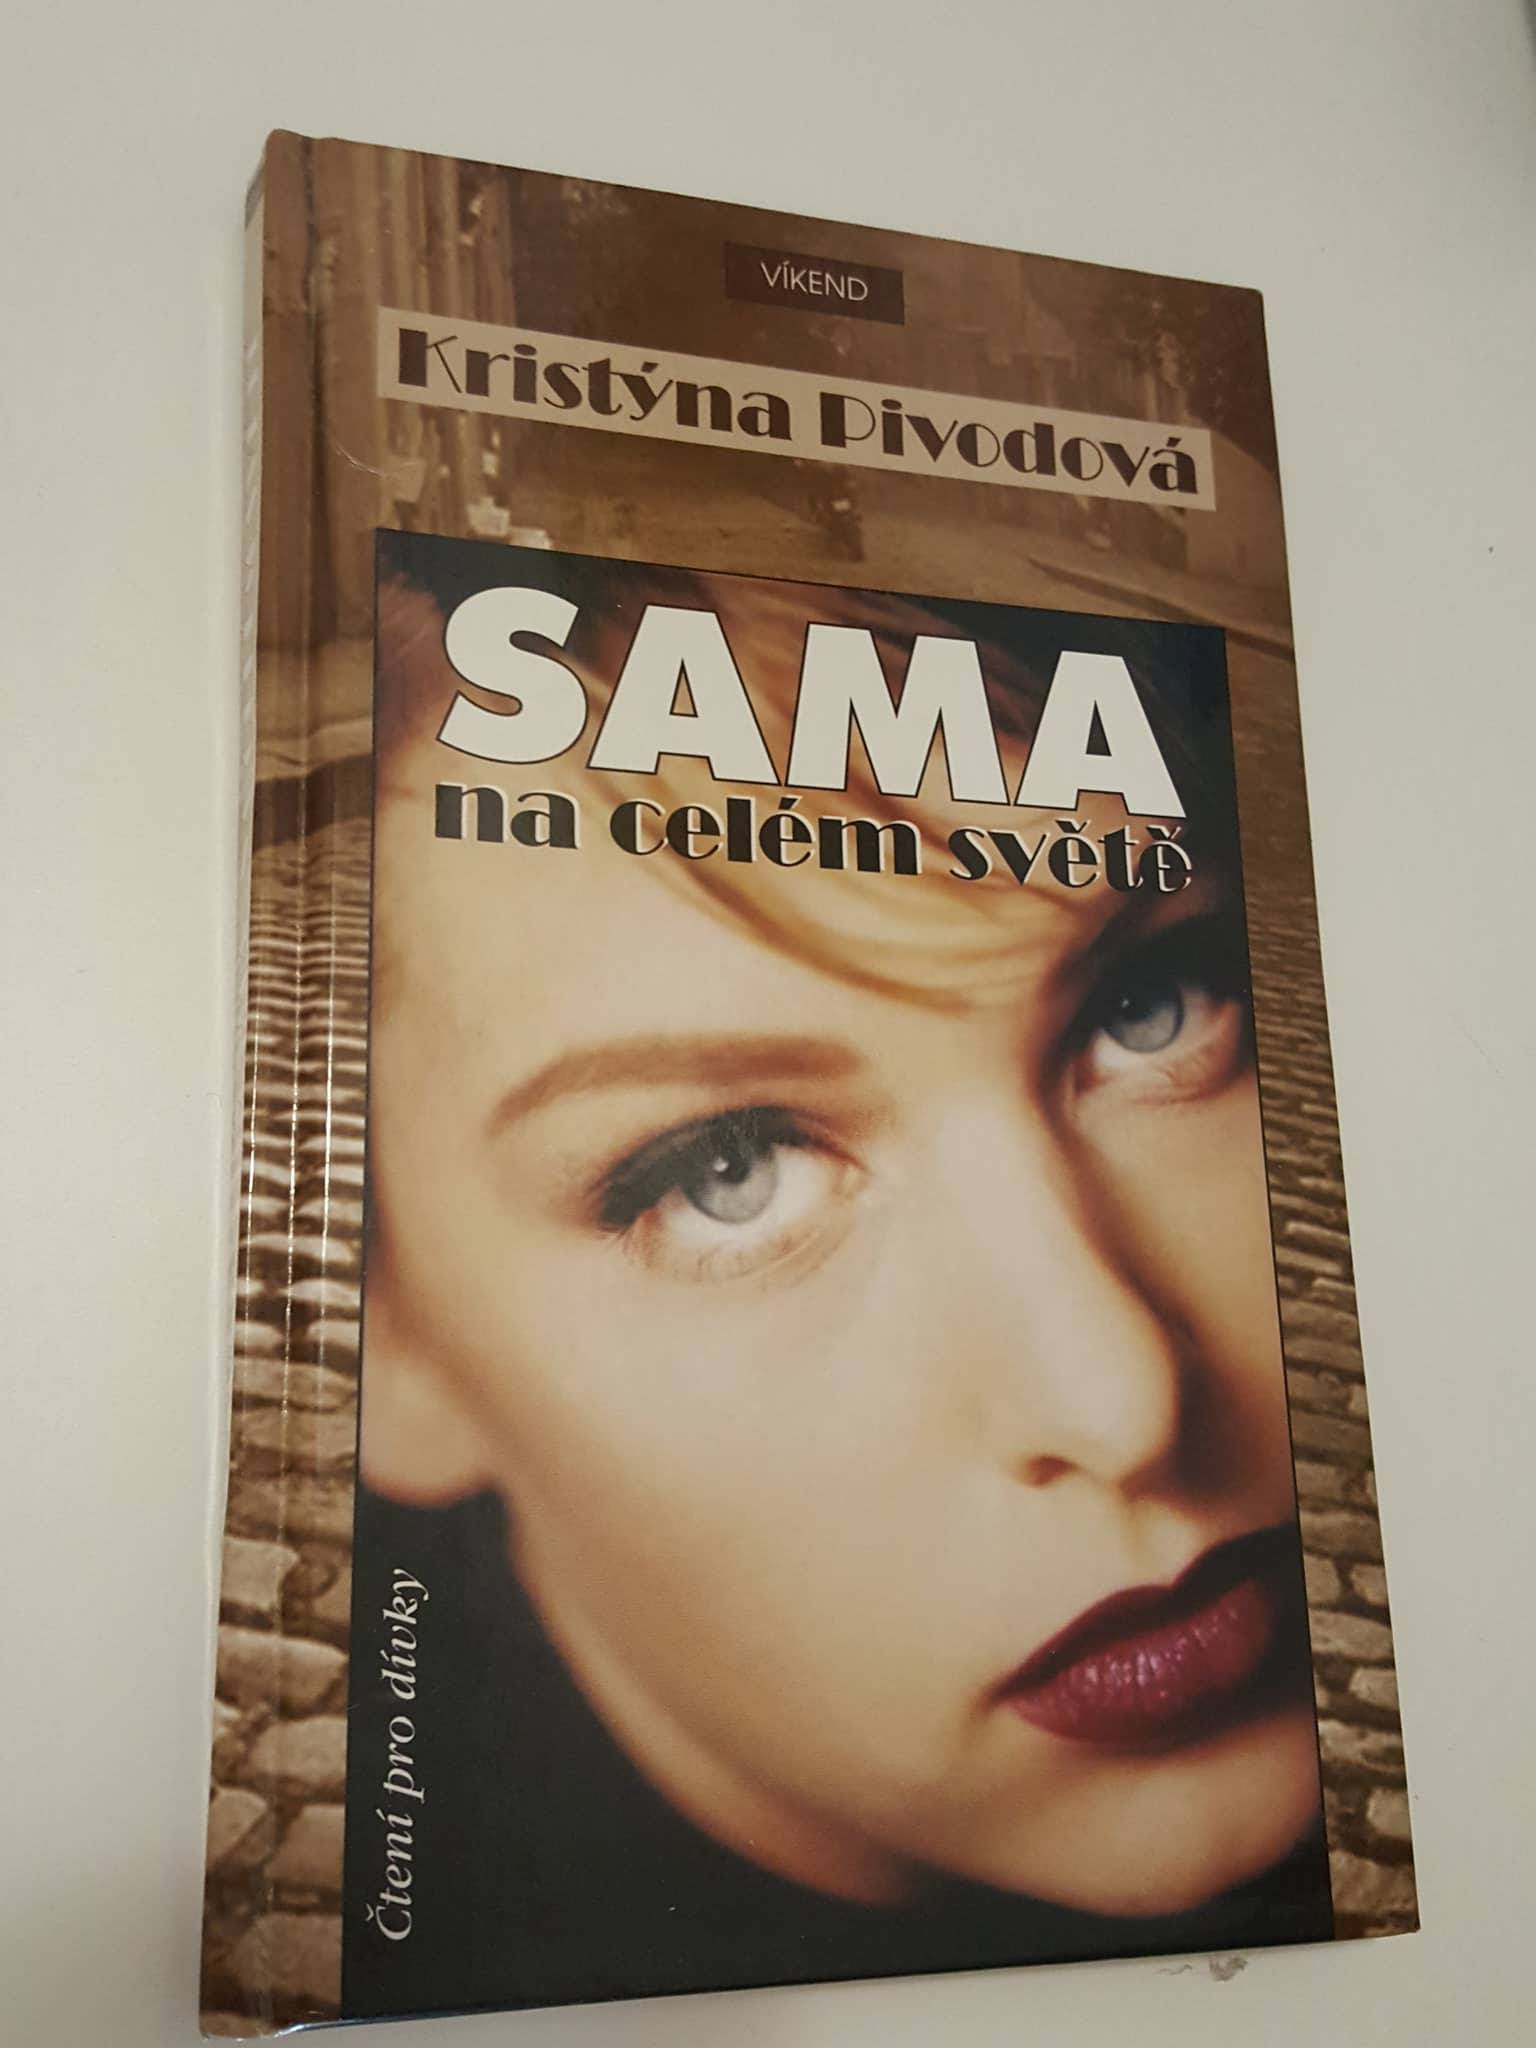 VÍKEND
Kristýna Pivodová
SAMA
na celém světě
Čtení pro dívky